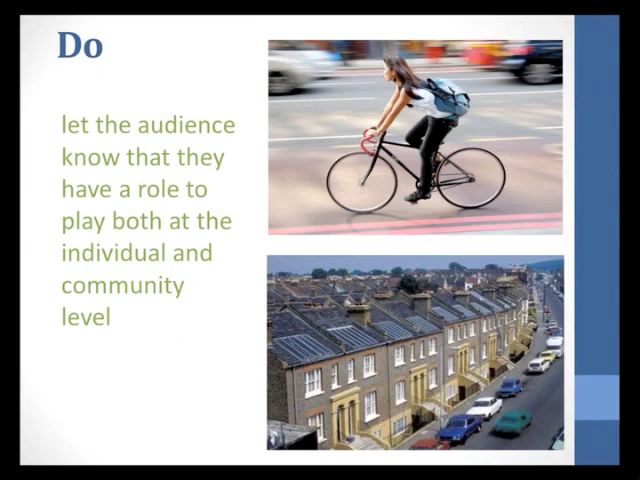 Do
let the audience
know that they
have a role to
play both at the
individual and
community
level